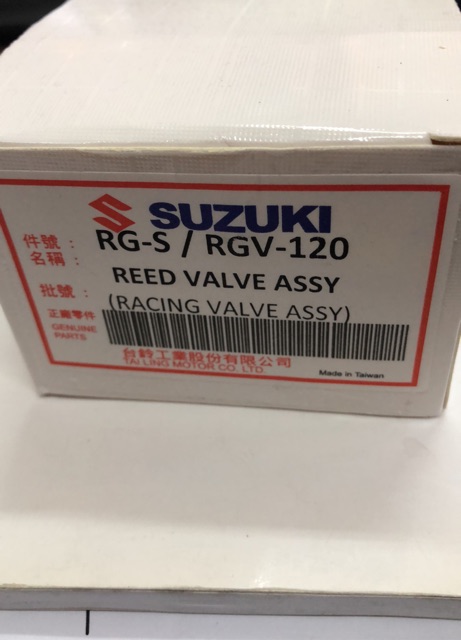 SUZUKI
件號：RG-S / RGV-120
名稱：REED VALVE ASSY
批號：(RACING VALVE ASSY)
正廠零件
GENUINE
PARTS
台鈴工業股份有限公司
TAI LING MOTOR CO. LTD
Made in Taiwan